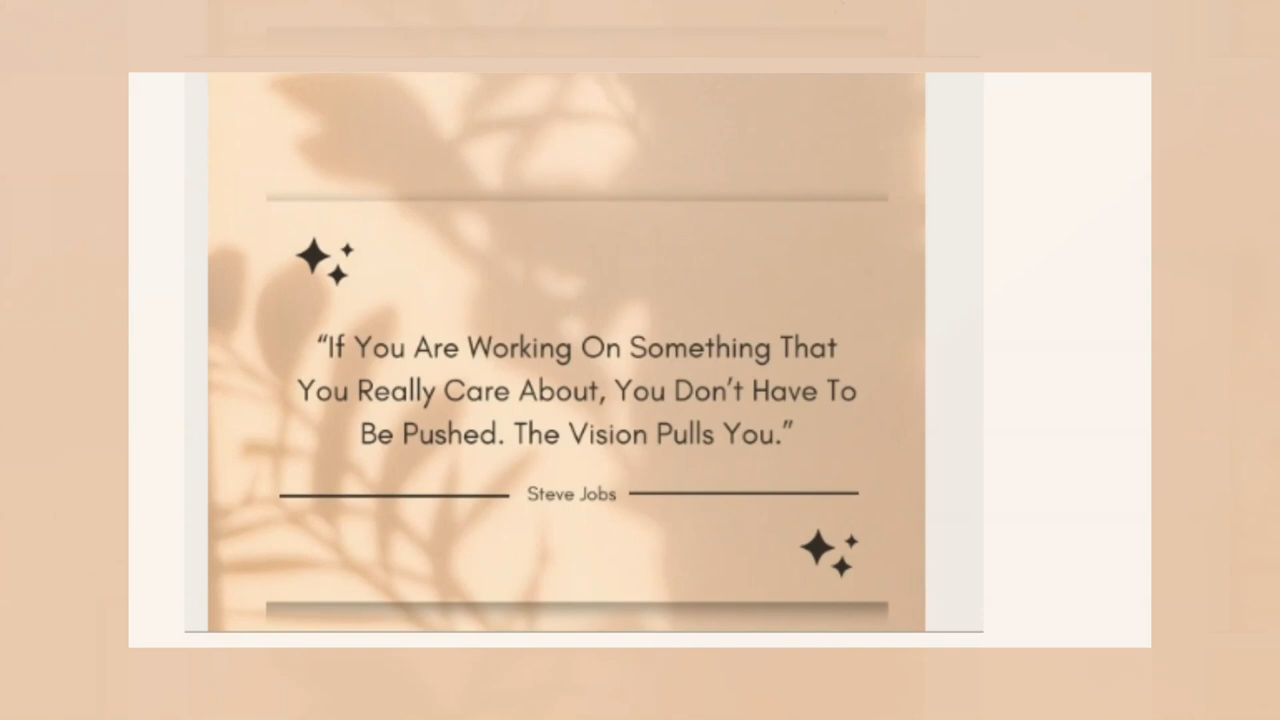 “If You Are Working On Something That
You Really Care About, You Don’t Have To
Be Pushed. The Vision Pulls You.”
Steve Jobs